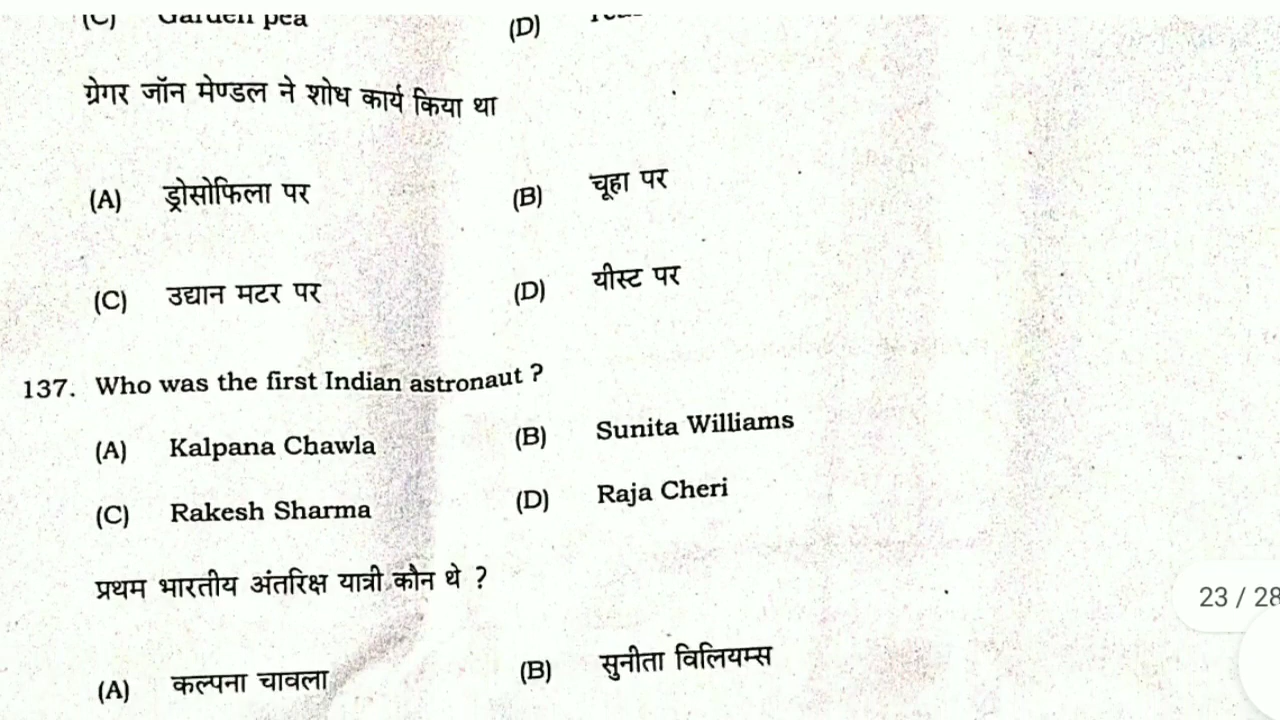 (C) Garden pea (D)
ग्रेगर जॉन मेण्डल ने शोध कार्य किया था
(A) ड्रोसोफिला पर (B) चूहा पर
(C) उद्यान मटर पर (D) यीस्ट पर
137. Who was the first Indian astronaut ?
(A) Kalpana Chawla (B) Sunita Williams
(C) Rakesh Sharma (D) Raja Cheri
प्रथम भारतीय अंतरिक्ष यात्री कौन थे ?
23 / 28
(A) कल्पना चावला (B) सुनीता विलियम्स